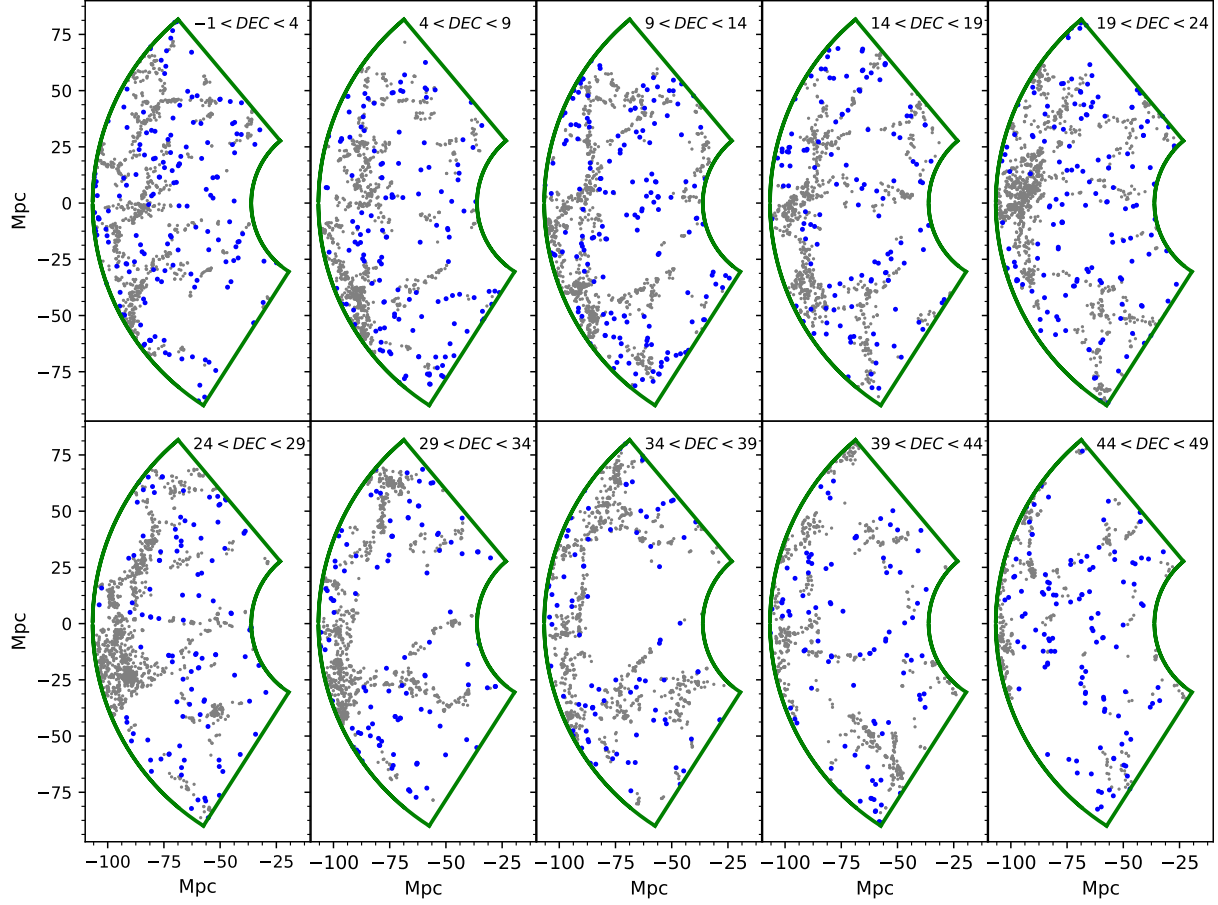 −1 < DEC < 4
4 < DEC < 9
9 < DEC < 14
14 < DEC < 19
19 < DEC < 24
75
50
25
0
−25
−50
−75
Mpc
24 < DEC < 29
29 < DEC < 34
34 < DEC < 39
39 < DEC < 44
44 < DEC < 49
75
50
25
0
−25
−50
−75
Mpc
−100 −75 −50 −25 −100 −75 −50 −25 −100 −75 −50 −25 −100 −75 −50 −25 −100 −75 −50 −25
Mpc Mpc Mpc Mpc Mpc